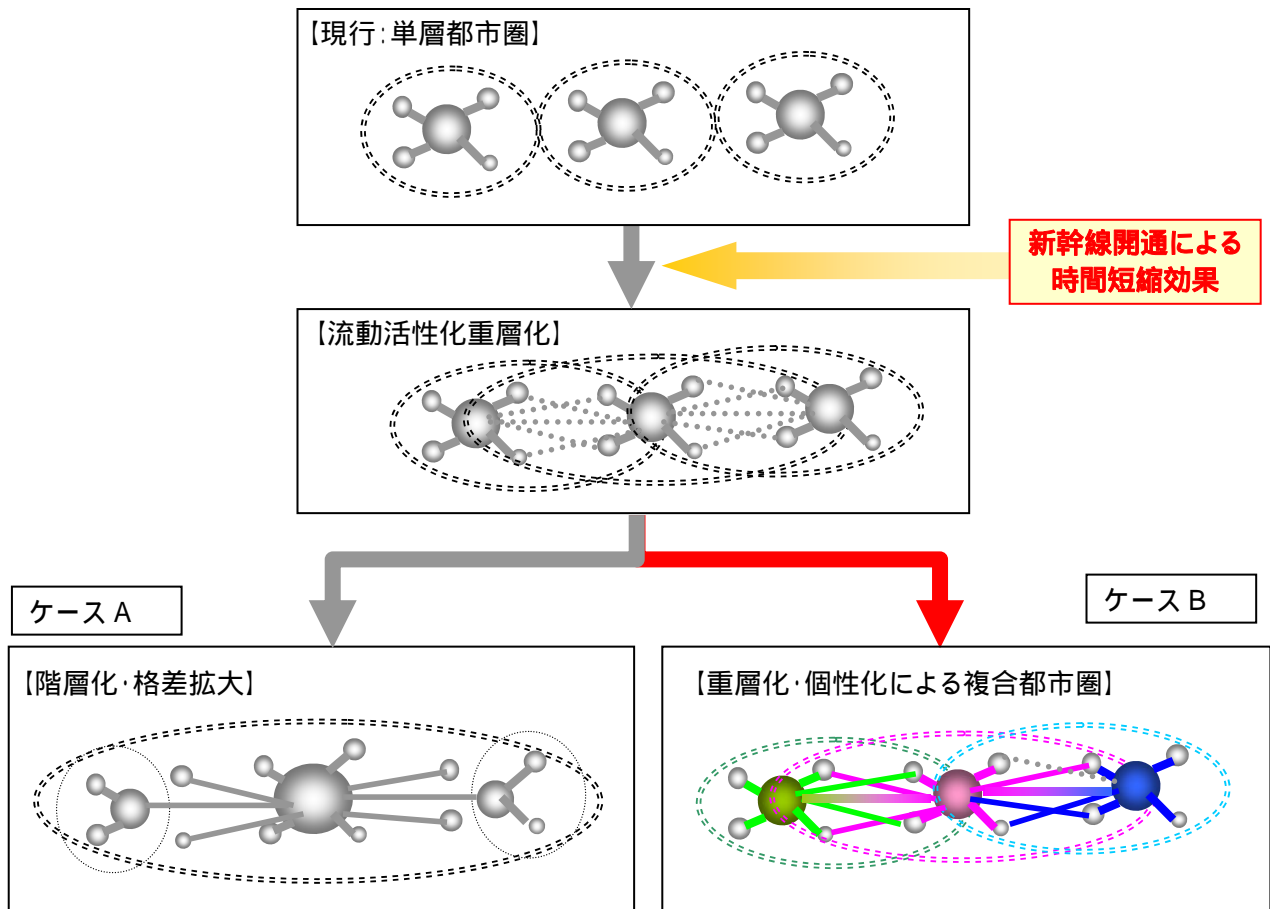 【現行:単層都市圏】
新幹線開通による
時間短縮効果
【流動活性化重層化】
ケースA
ケースB
【階層化・格差拡大】
【重層化・個性化による複合都市圏】